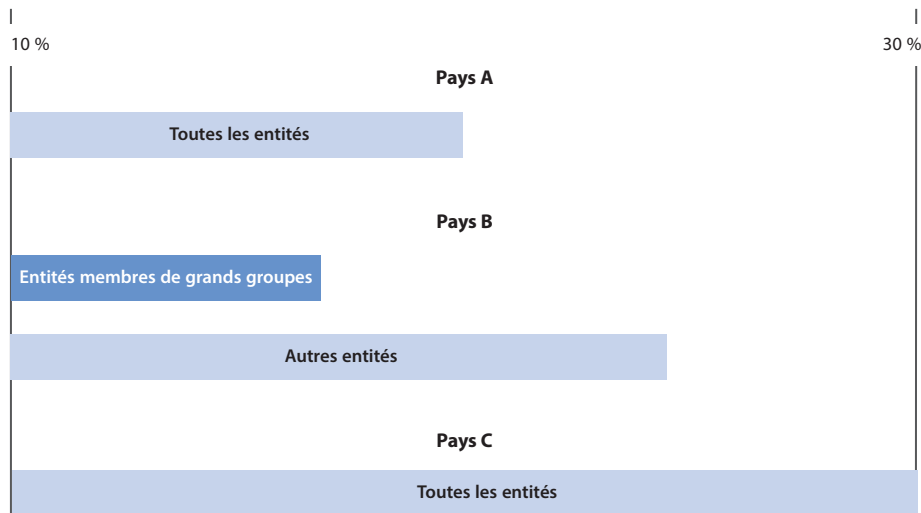 10 %
30 %
Pays A
Toutes les entités
Pays B
Entités membres de grands groupes
Autres entités
Pays C
Toutes les entités